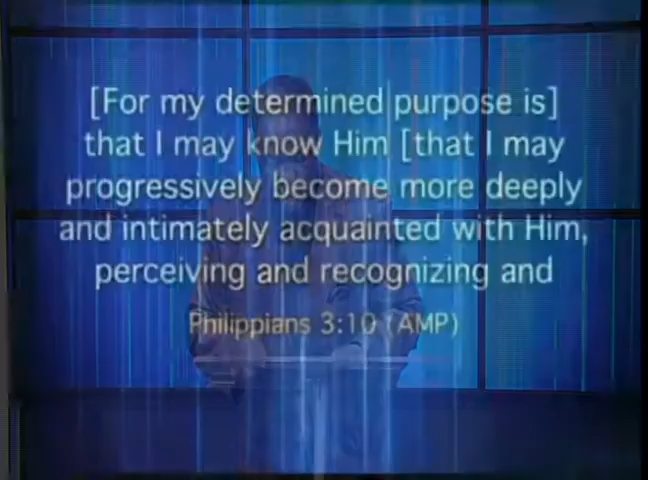 [For my determined purpose is]
that I may know Him [that I may
progressively become more deeply
and intimately acquainted with Him,
perceiving and recognizing and
Philippians 3:10 (AMP)